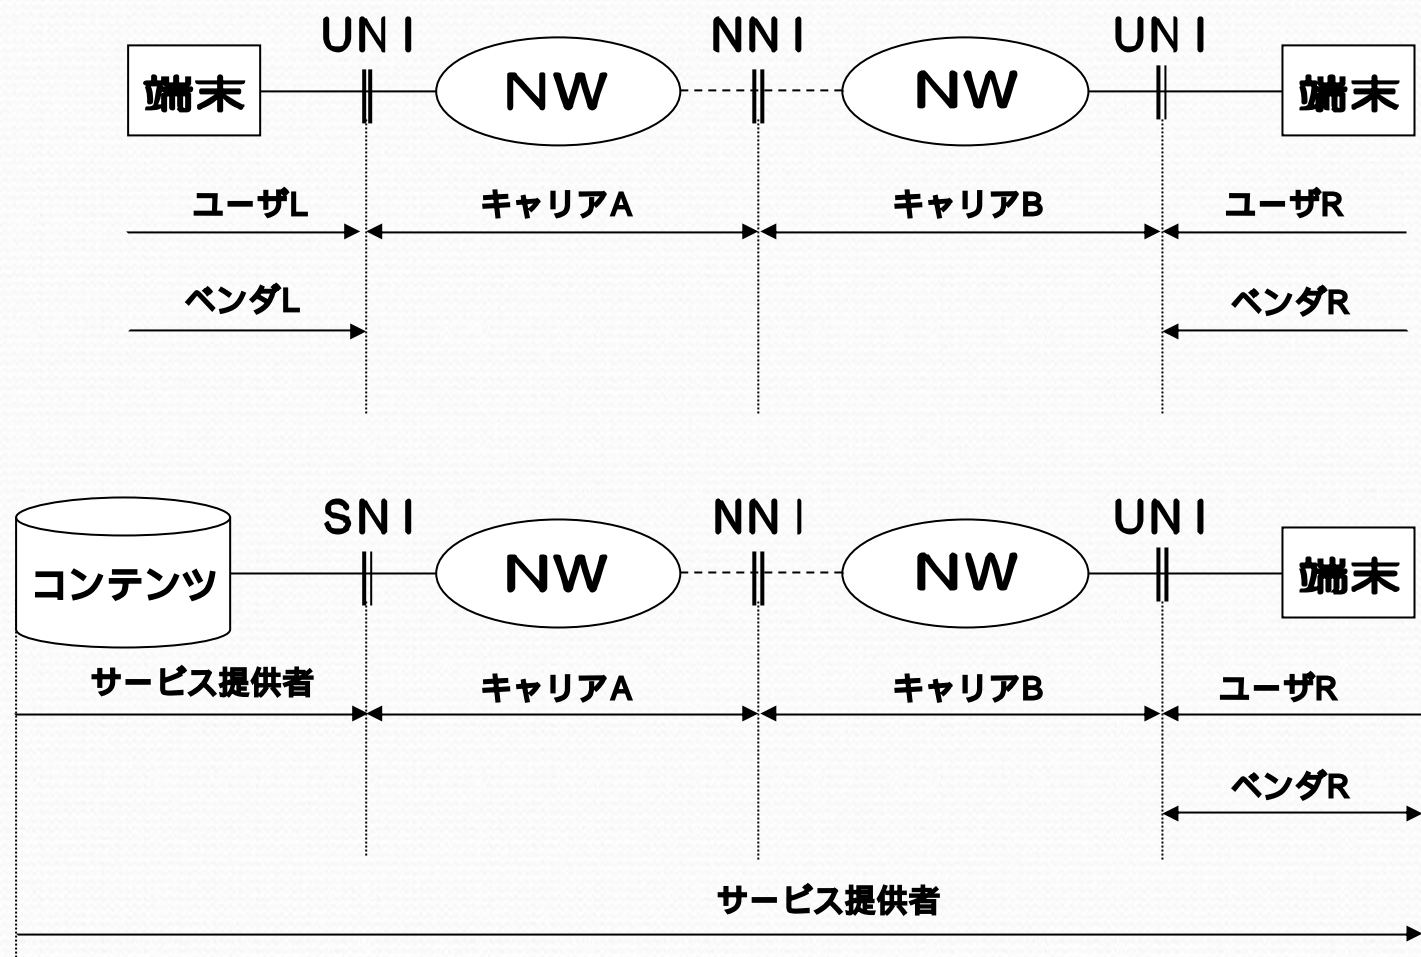 ＵＮＩ ＮＮＩ ＵＮＩ
端末 ＮＷ ＮＷ 端末
ユーザL キャリアA キャリアB ユーザR
ベンダL ベンダR
ＳＮＩ ＮＮＩ ＵＮＩ
コンテンツ ＮＷ ＮＷ 端末
サービス提供者 キャリアA キャリアB ユーザR
ベンダR
サービス提供者